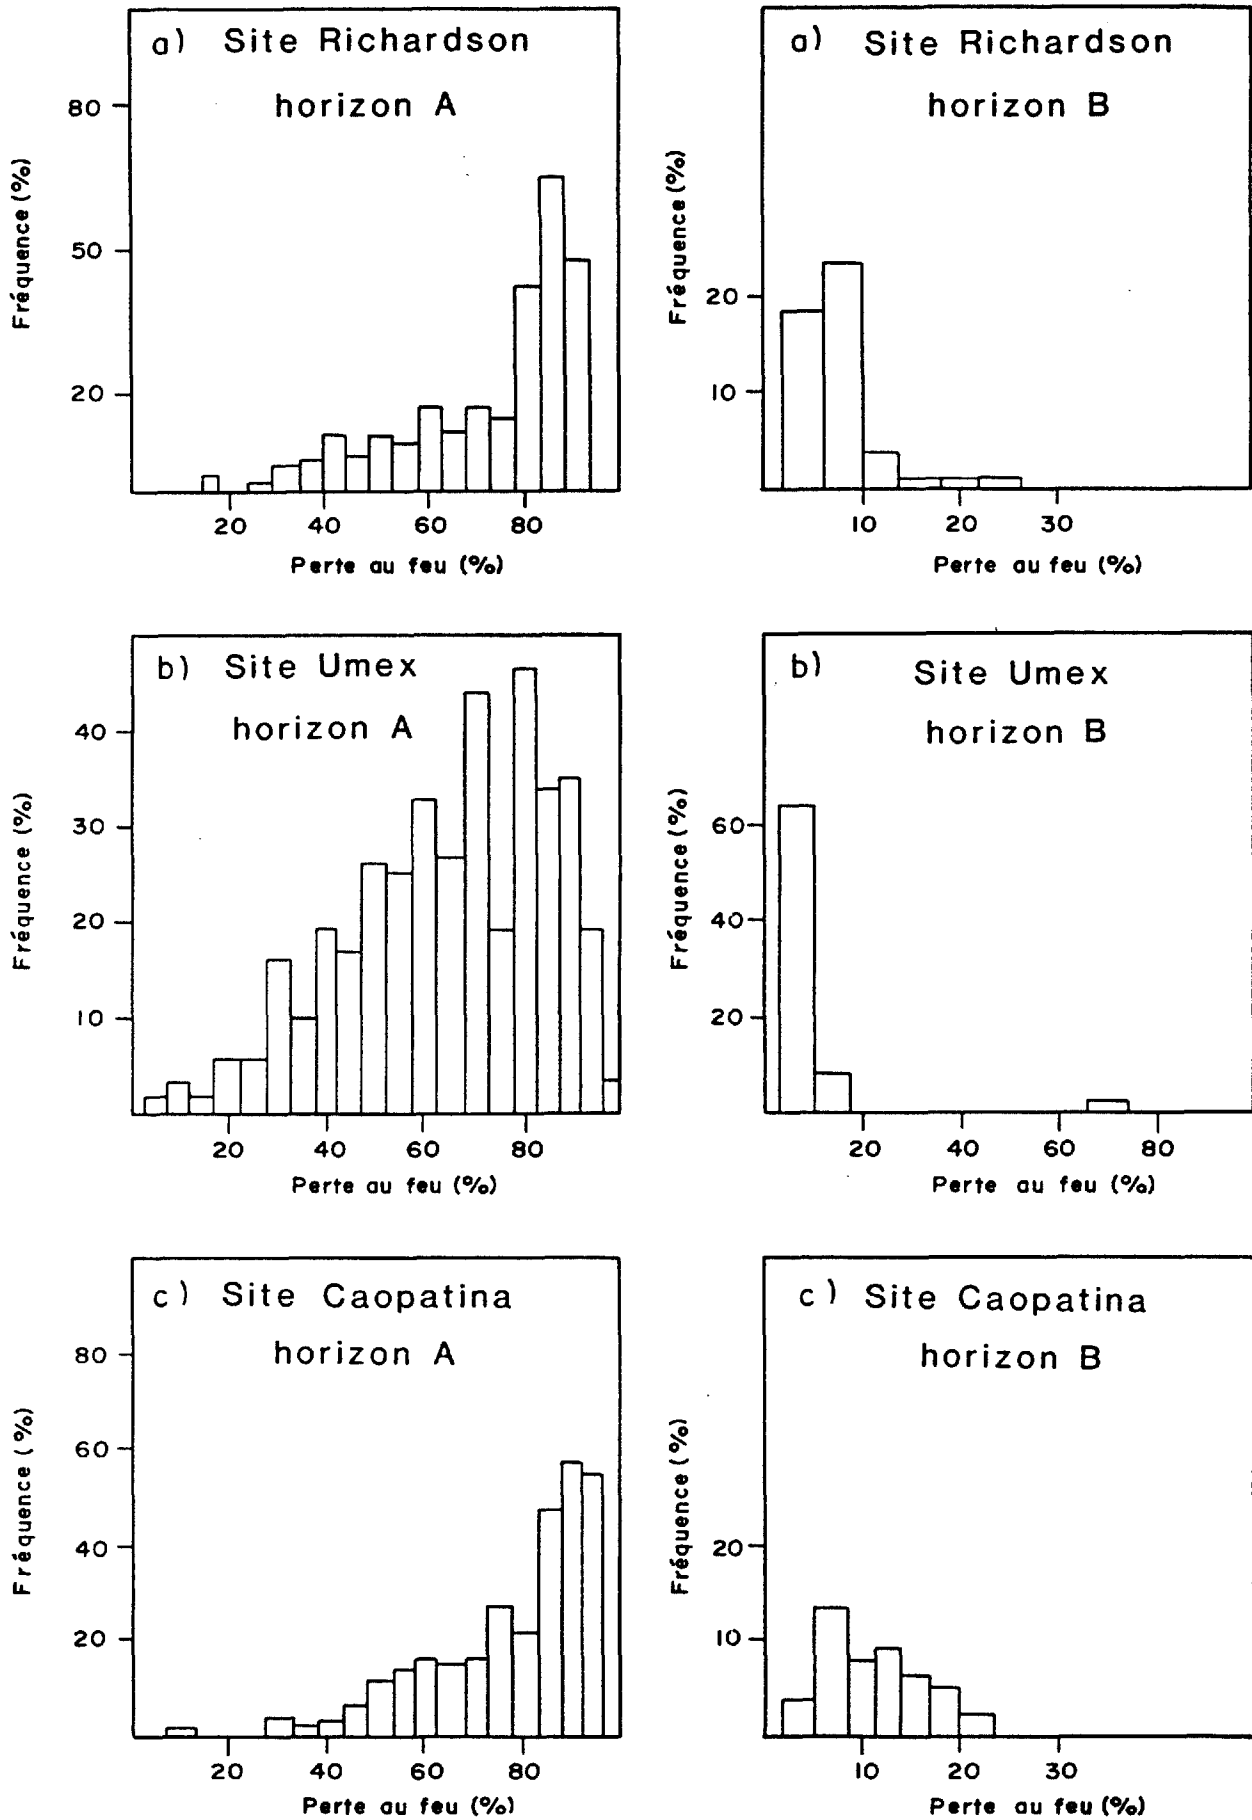 a) Site Richardson
horizon A
Fréquence (%)
80
50
20
20 40 60 80
Perte au feu (%)
a) Site Richardson
horizon B
Fréquence (%)
20
10
10 20 30
Perte au feu (%)
b) Site Umex
horizon A
Fréquence (%)
40
30
20
10
20 40 60 80
Perte au feu (%)
b) Site Umex
horizon B
Fréquence (%)
60
40
20
20 40 60 80
Perte au feu (%)
c) Site Caopatina
horizon A
Fréquence (%)
80
60
40
20
20 40 60 80
Perte au feu (%)
c) Site Caopatina
horizon B
Fréquence (%)
20
10
10 20 30
Perte au feu (%)